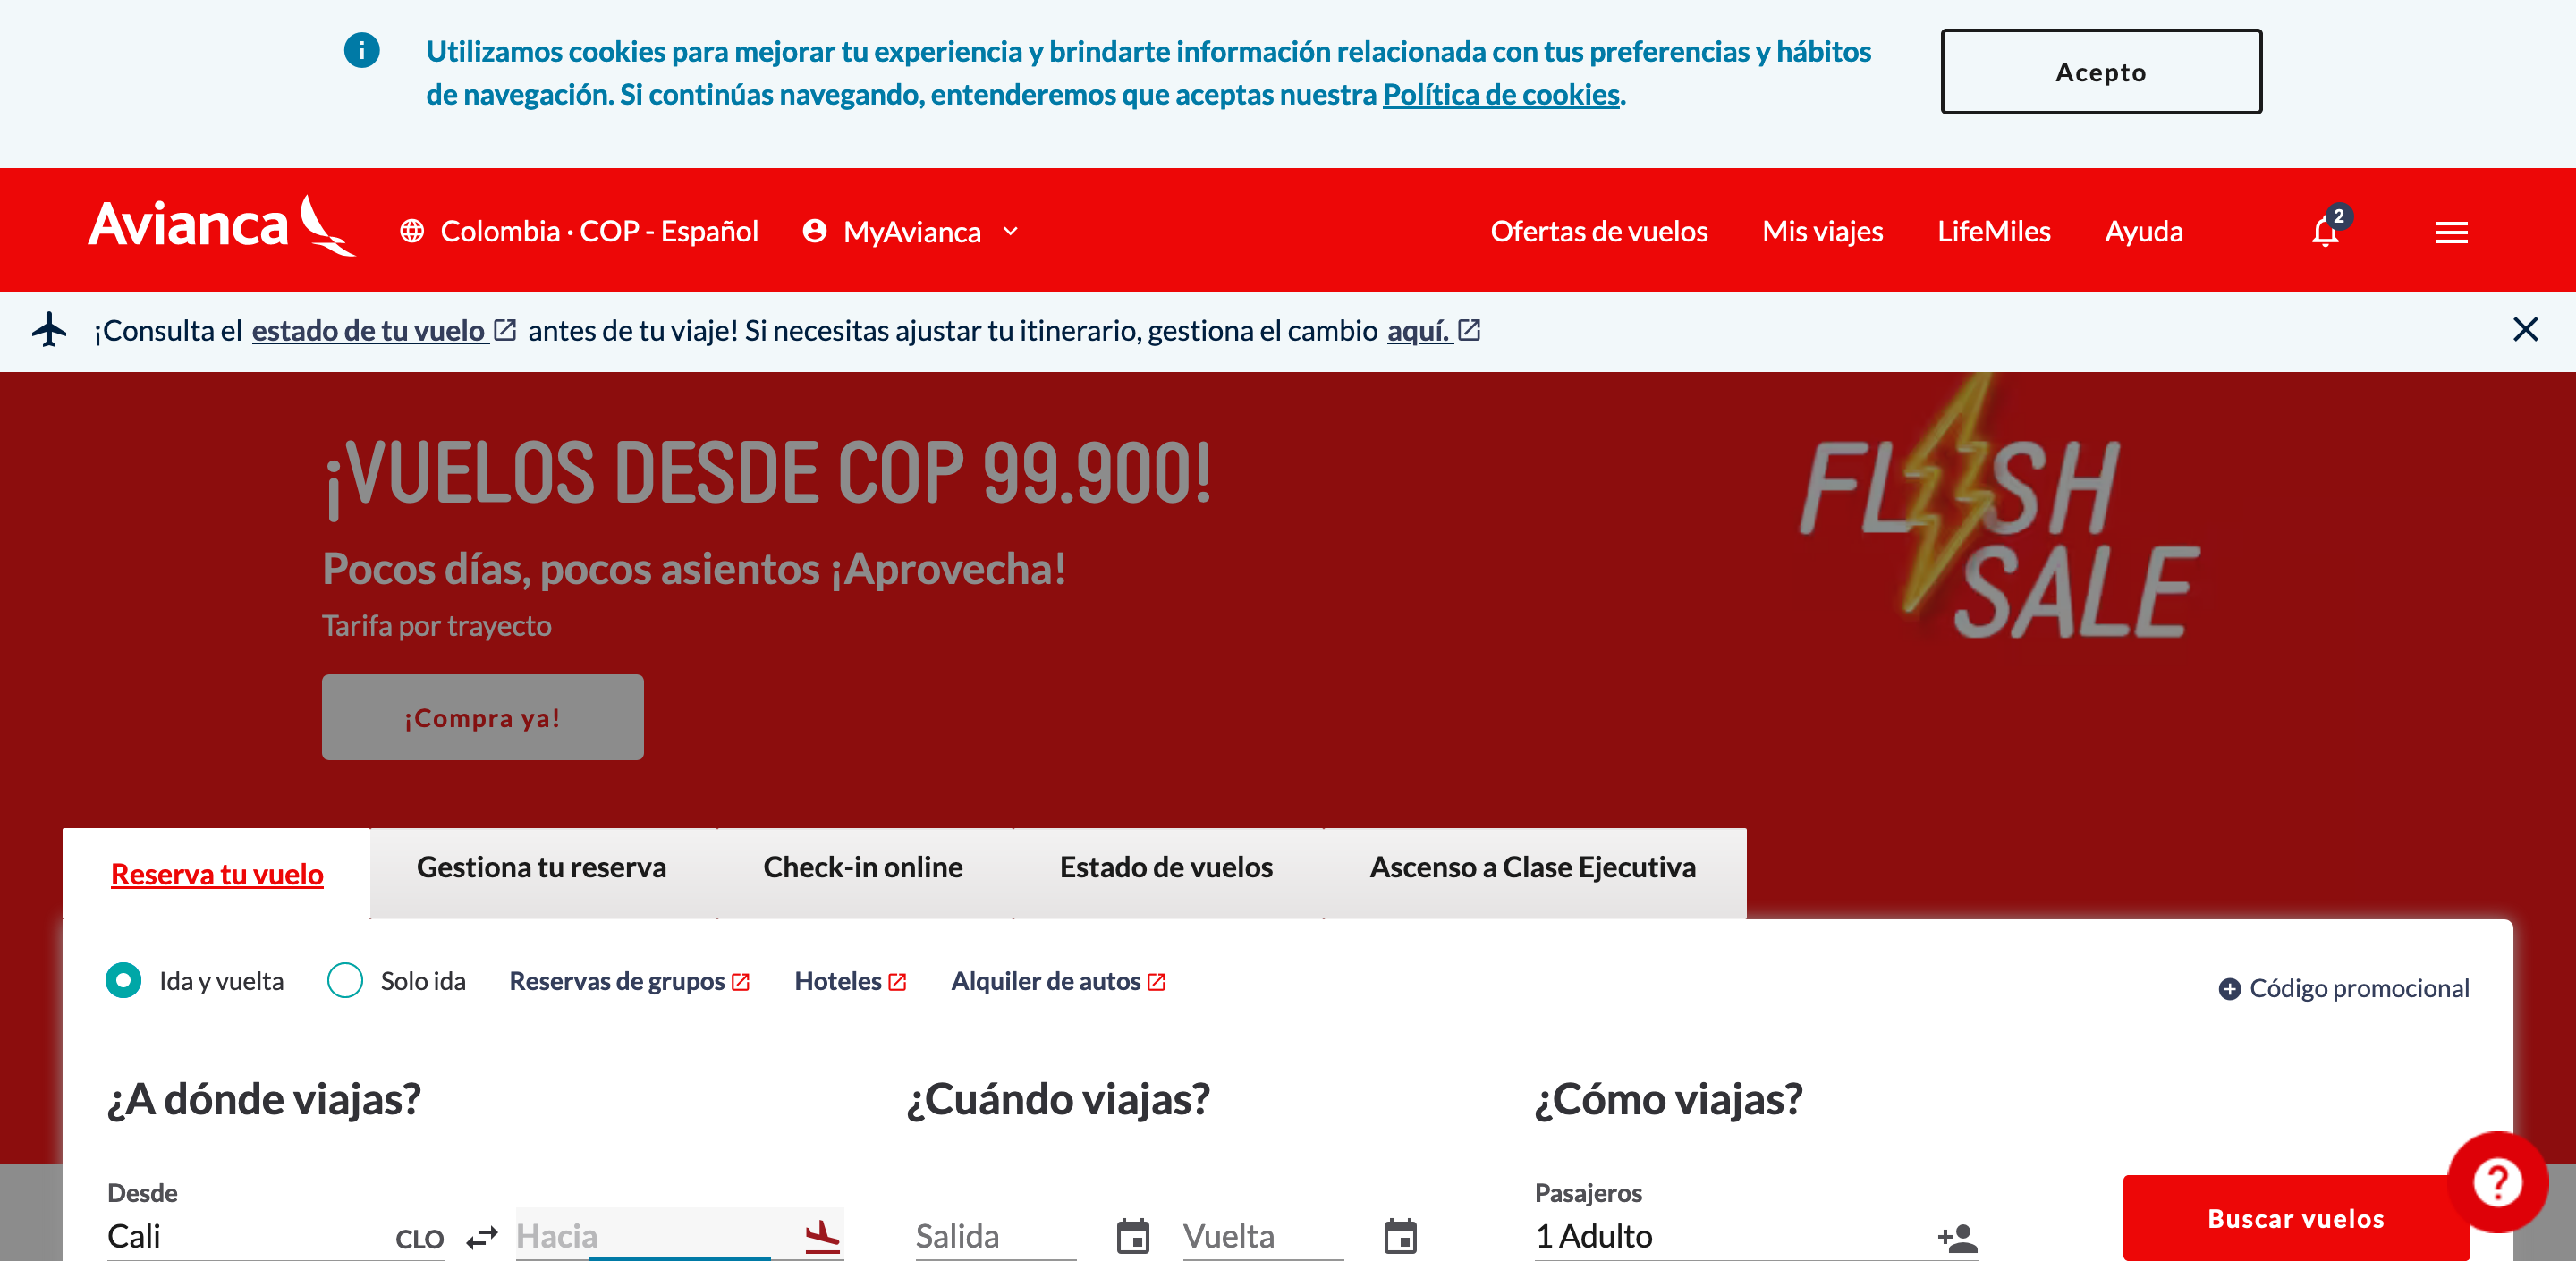 Utilizamos cookies para mejorar tu experiencia y brindarte información relacionada con tus preferencias y hábitos
de navegación. Si continúas navegando, entenderemos que aceptas nuestra Política de cookies.
Acepto
Avianca
Colombia · COP - Español
MyAvianca
Ofertas de vuelos
Mis viajes
LifeMiles
Ayuda
2
¡Consulta el estado de tu vuelo antes de tu viaje! Si necesitas ajustar tu itinerario, gestiona el cambio aquí.
¡VUELOS DESDE COP 99.900!
Pocos días, pocos asientos ¡Aprovecha!
Tarifa por trayecto
¡Compra ya!
FLASH
SALE
Reserva tu vuelo
Gestiona tu reserva
Check-in online
Estado de vuelos
Ascenso a Clase Ejecutiva
Ida y vuelta
Solo ida
Reservas de grupos
Hoteles
Alquiler de autos
Código promocional
¿A dónde viajas?
¿Cuándo viajas?
¿Cómo viajas?
Desde
Cali
CLO
Hacia
Salida
Vuelta
Pasajeros
1 Adulto
Buscar vuelos
?